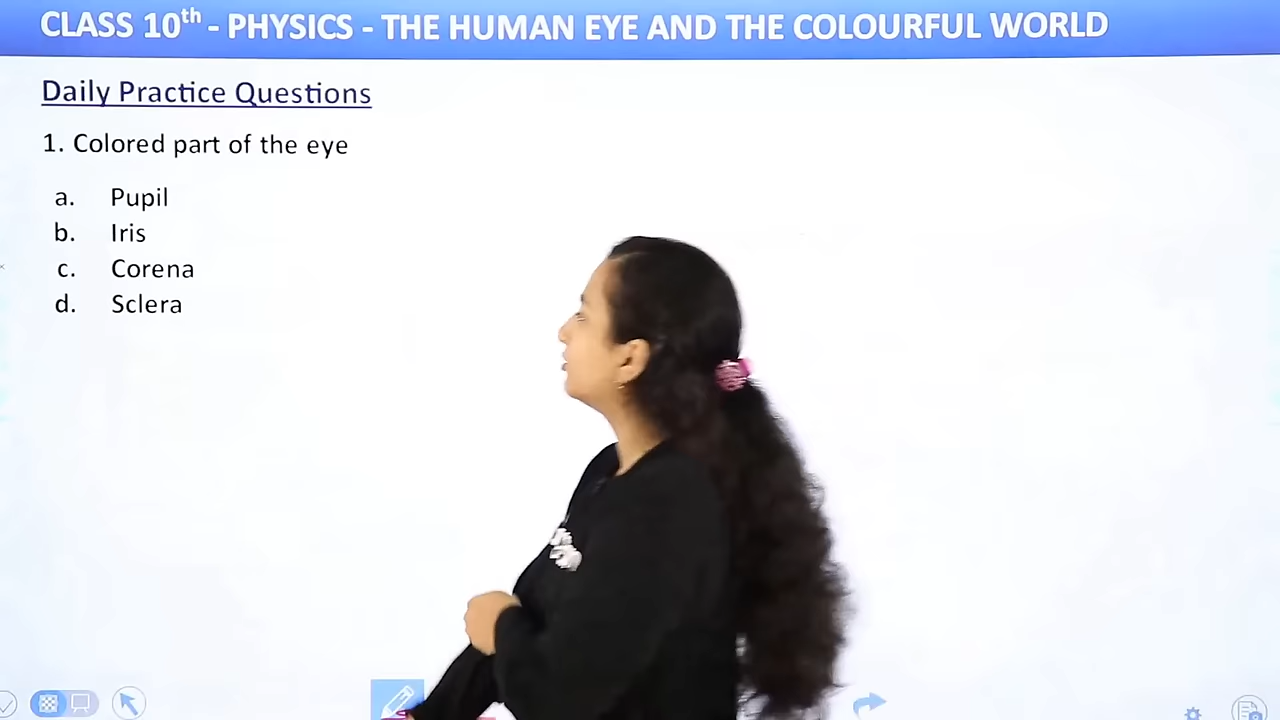 CLASS 10th - PHYSICS - THE HUMAN EYE AND THE COLOURFUL WORLD
Daily Practice Questions
1. Colored part of the eye
a. Pupil
b. Iris
c. Corena
d. Sclera